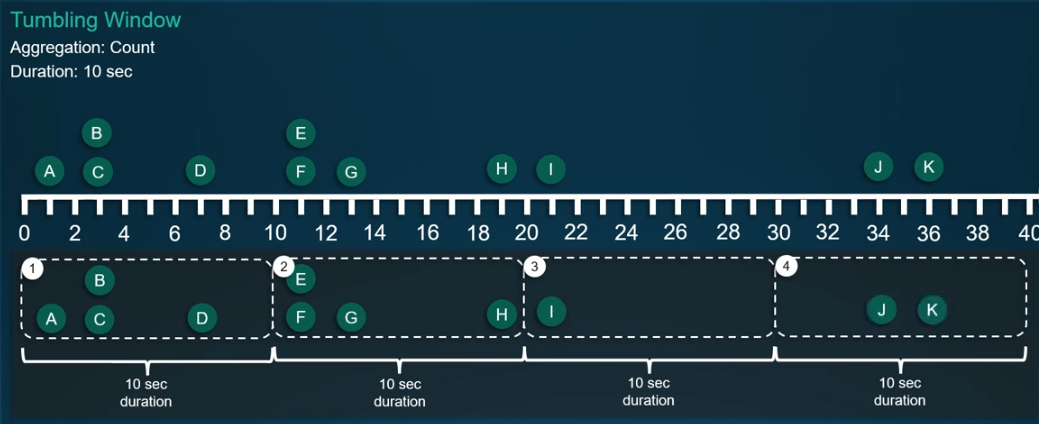 Tumbling Window
Aggregation: Count
Duration: 10 sec
B E
A C D F G H I J K
0 2 4 6 8 10 12 14 16 18 20 22 24 26 28 30 32 34 36 38 40
1 2 3 4
B E
A C D F G H I J K
10 sec 10 sec 10 sec 10 sec
duration duration duration duration